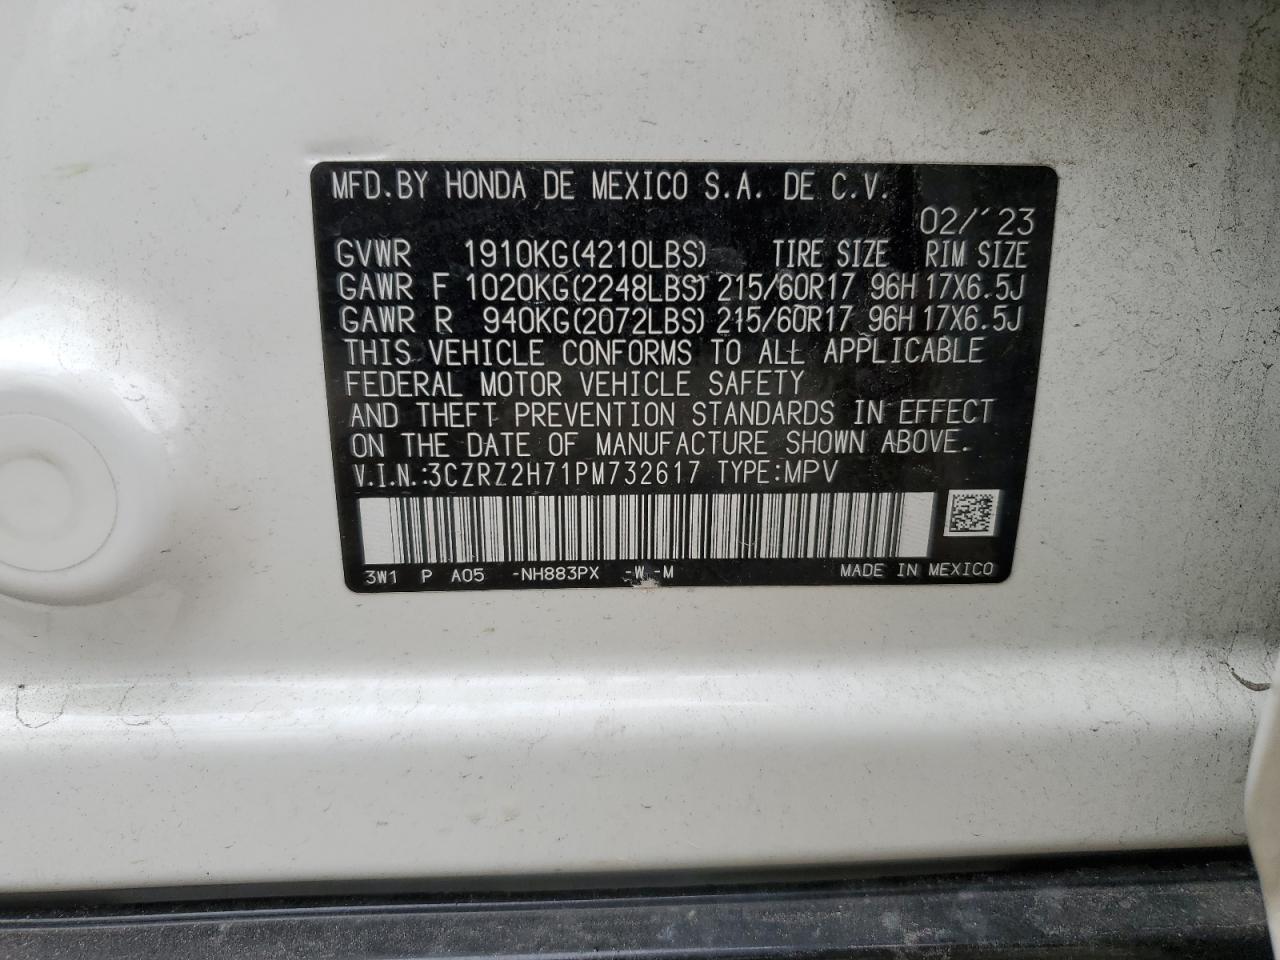 MFD.BY HONDA DE MEXICO S.A. DE C.V.
02/'23
GVWR 1910KG(4210LBS) TIRE SIZE RIM SIZE
GAWR F 1020KG(2248LBS) 215/60R17 96H 17X6.5J
GAWR R 940KG(2072LBS) 215/60R17 96H 17X6.5J
THIS VEHICLE CONFORMS TO ALL APPLICABLE
FEDERAL MOTOR VEHICLE SAFETY
AND THEFT PREVENTION STANDARDS IN EFFECT
ON THE DATE OF MANUFACTURE SHOWN ABOVE.
V.I.N.:3CZRZ2H71PM732617 TYPE:MPV
3W1 P A05 -NH883PX -W -M MADE IN MEXICO